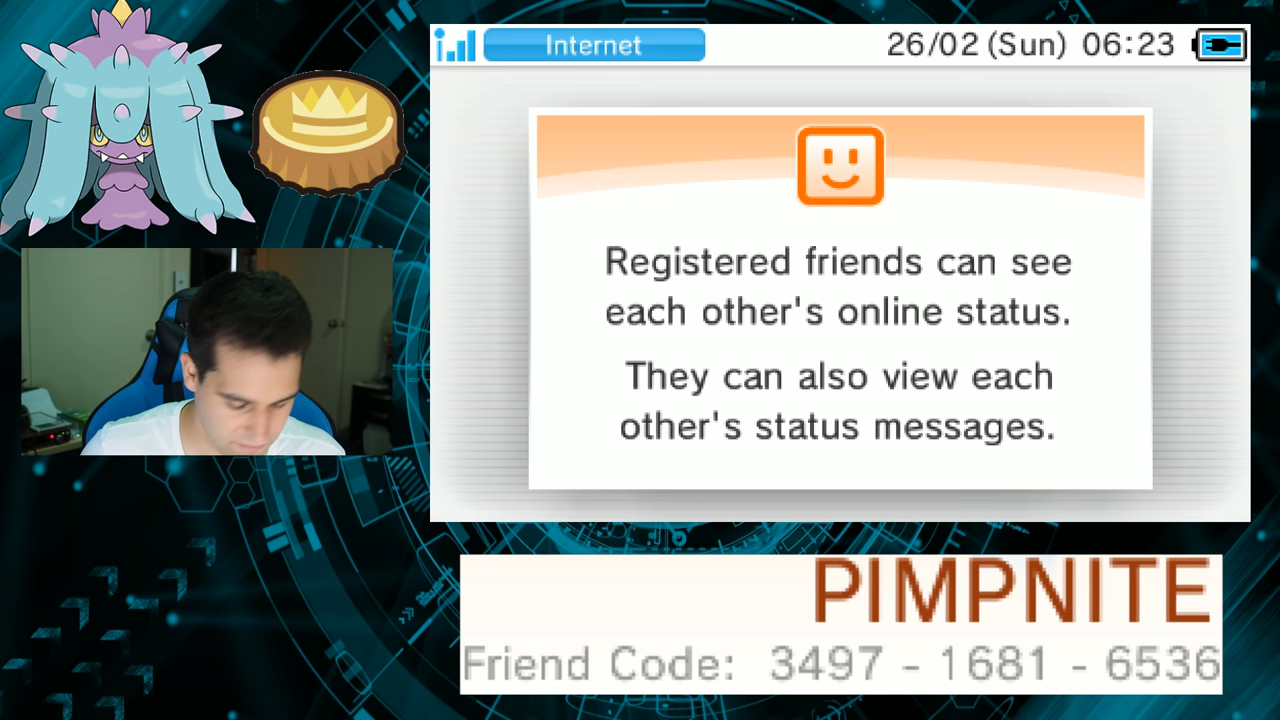 Internet
26/02 (Sun) 06:23
Registered friends can see
each other's online status.
They can also view each
other's status messages.
PIMPNITE
Friend Code: 3497 - 1681 - 6536